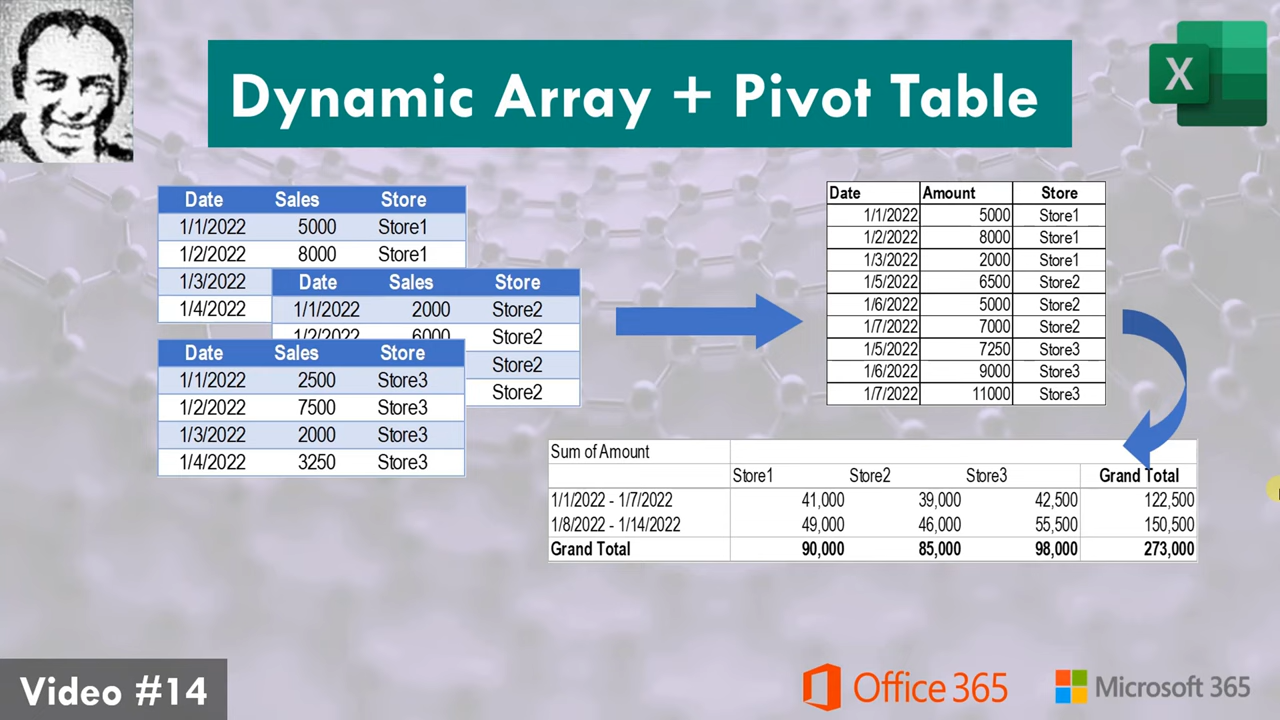 Dynamic Array + Pivot Table
X
Date Sales Store
1/1/2022 5000 Store1
1/2/2022 8000 Store1
1/3/2022
1/4/2022
Date Sales Store
1/1/2022 2000 Store2
1/2/2022 6000 Store2
Store2
Store2
Date Sales Store
1/1/2022 2500 Store3
1/2/2022 7500 Store3
1/3/2022 2000 Store3
1/4/2022 3250 Store3
Date Amount Store
1/1/2022 5000 Store1
1/2/2022 8000 Store1
1/3/2022 2000 Store1
1/5/2022 6500 Store2
1/6/2022 5000 Store2
1/7/2022 7000 Store2
1/5/2022 7250 Store3
1/6/2022 9000 Store3
1/7/2022 11000 Store3
Sum of Amount
Store1 Store2 Store3 Grand Total
1/1/2022 - 1/7/2022 41,000 39,000 42,500 122,500
1/8/2022 - 1/14/2022 49,000 46,000 55,500 150,500
Grand Total 90,000 85,000 98,000 273,000
Video #14
Office 365
Microsoft 365